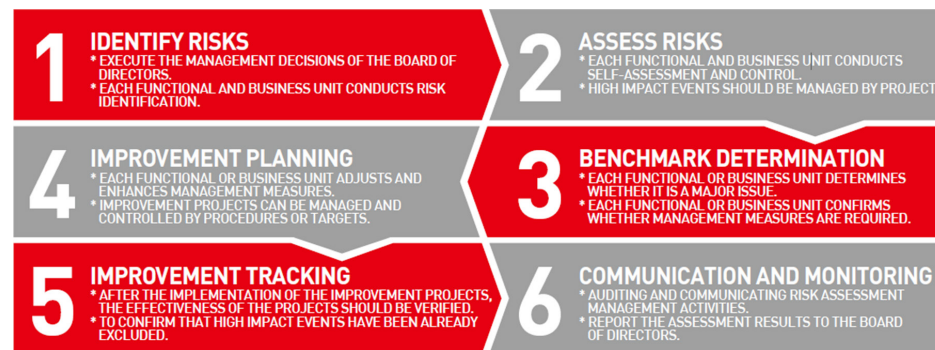 1
IDENTIFY RISKS
* EXECUTE THE MANAGEMENT DECISIONS OF THE BOARD OF
DIRECTORS.
* EACH FUNCTIONAL AND BUSINESS UNIT CONDUCTS RISK
IDENTIFICATION.
2
ASSESS RISKS
* EACH FUNCTIONAL AND BUSINESS UNIT CONDUCTS
SELF-ASSESSMENT AND CONTROL.
* HIGH IMPACT EVENTS SHOULD BE MANAGED BY PROJECT
3
BENCHMARK DETERMINATION
* EACH FUNCTIONAL OR BUSINESS UNIT DETERMINES
WHETHER IT IS A MAJOR ISSUE.
* EACH FUNCTIONAL OR BUSINESS UNIT CONFIRMS
WHETHER MANAGEMENT MEASURES ARE REQUIRED.
4
IMPROVEMENT PLANNING
* EACH FUNCTIONAL OR BUSINESS UNIT ADJUSTS AND
ENHANCES MANAGEMENT MEASURES.
* IMPROVEMENT PROJECTS CAN BE MANAGED AND
CONTROLLED BY PROCEDURES OR TARGETS.
5
IMPROVEMENT TRACKING
* AFTER THE IMPLEMENTATION OF THE IMPROVEMENT PROJECTS,
THE EFFECTIVENESS OF THE PROJECTS SHOULD BE VERIFIED.
* TO CONFIRM THAT HIGH IMPACT EVENTS HAVE BEEN ALREADY
EXCLUDED.
6
COMMUNICATION AND MONITORING
* AUDITING AND COMMUNICATING RISK ASSESSMENT
MANAGEMENT ACTIVITIES.
* REPORT THE ASSESSMENT RESULTS TO THE BOARD
OF DIRECTORS.